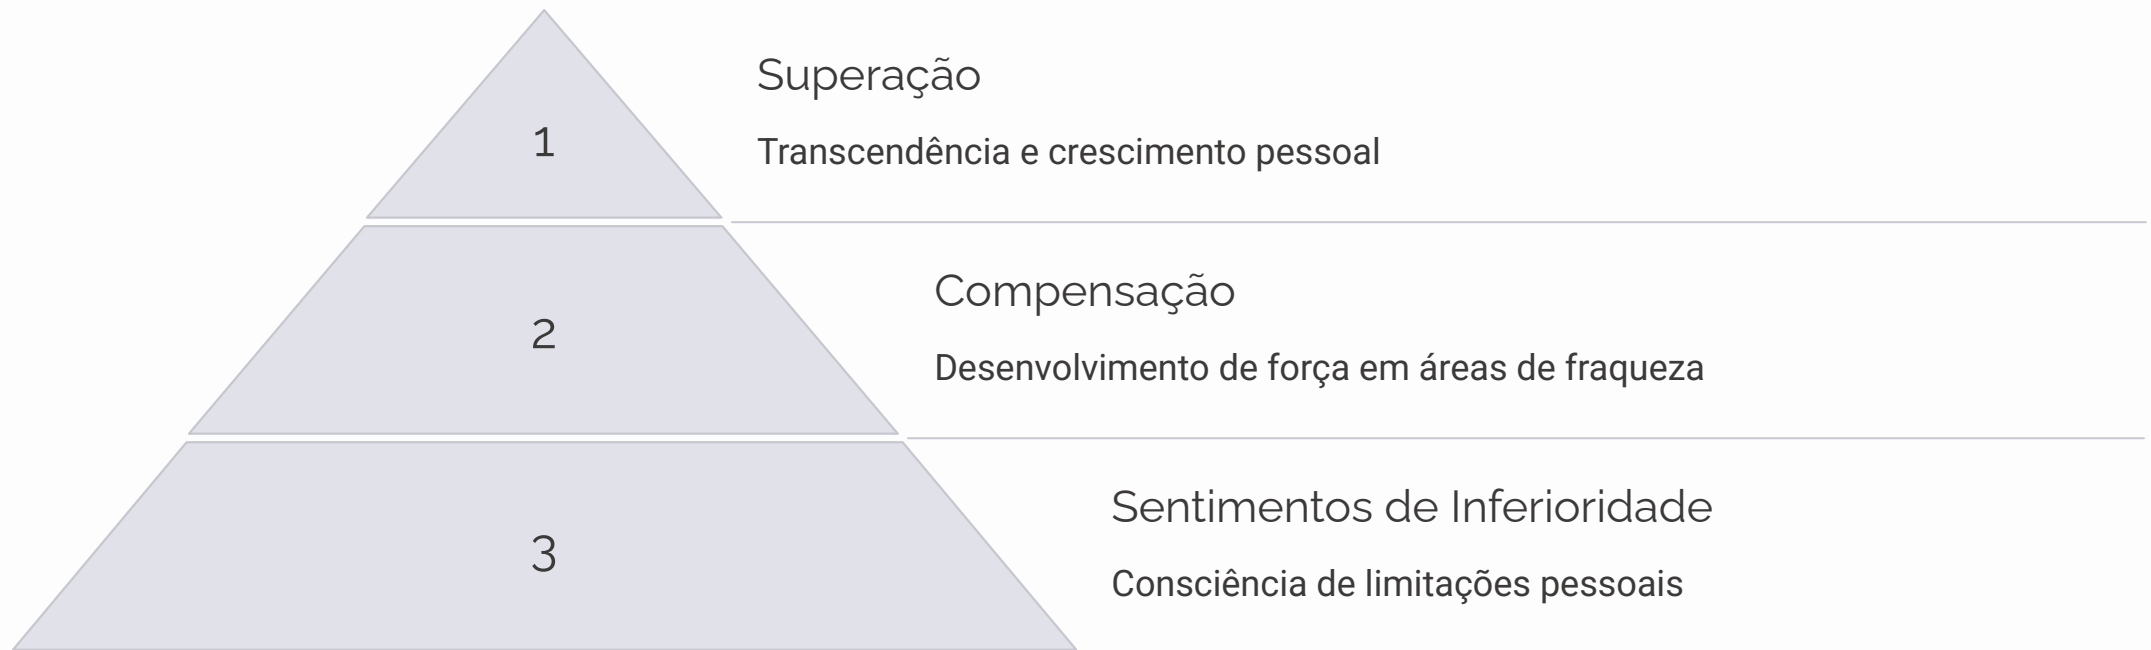 1
Superação
Transcendência e crescimento pessoal
2
Compensação
Desenvolvimento de força em áreas de fraqueza
3
Sentimentos de Inferioridade
Consciência de limitações pessoais